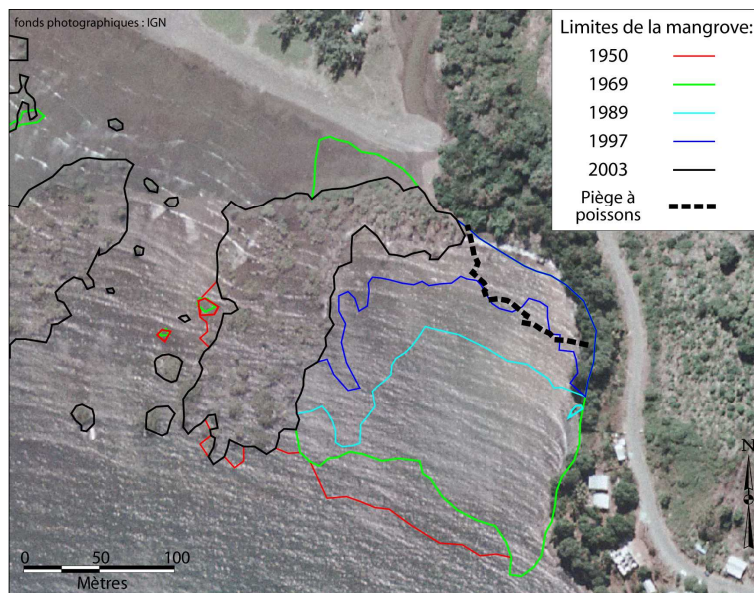 fonds photographiques : IGN
Limites de la mangrove:
1950
1969
1989
1997
2003
Piège à
poissons
N
0 50 100
Mètres